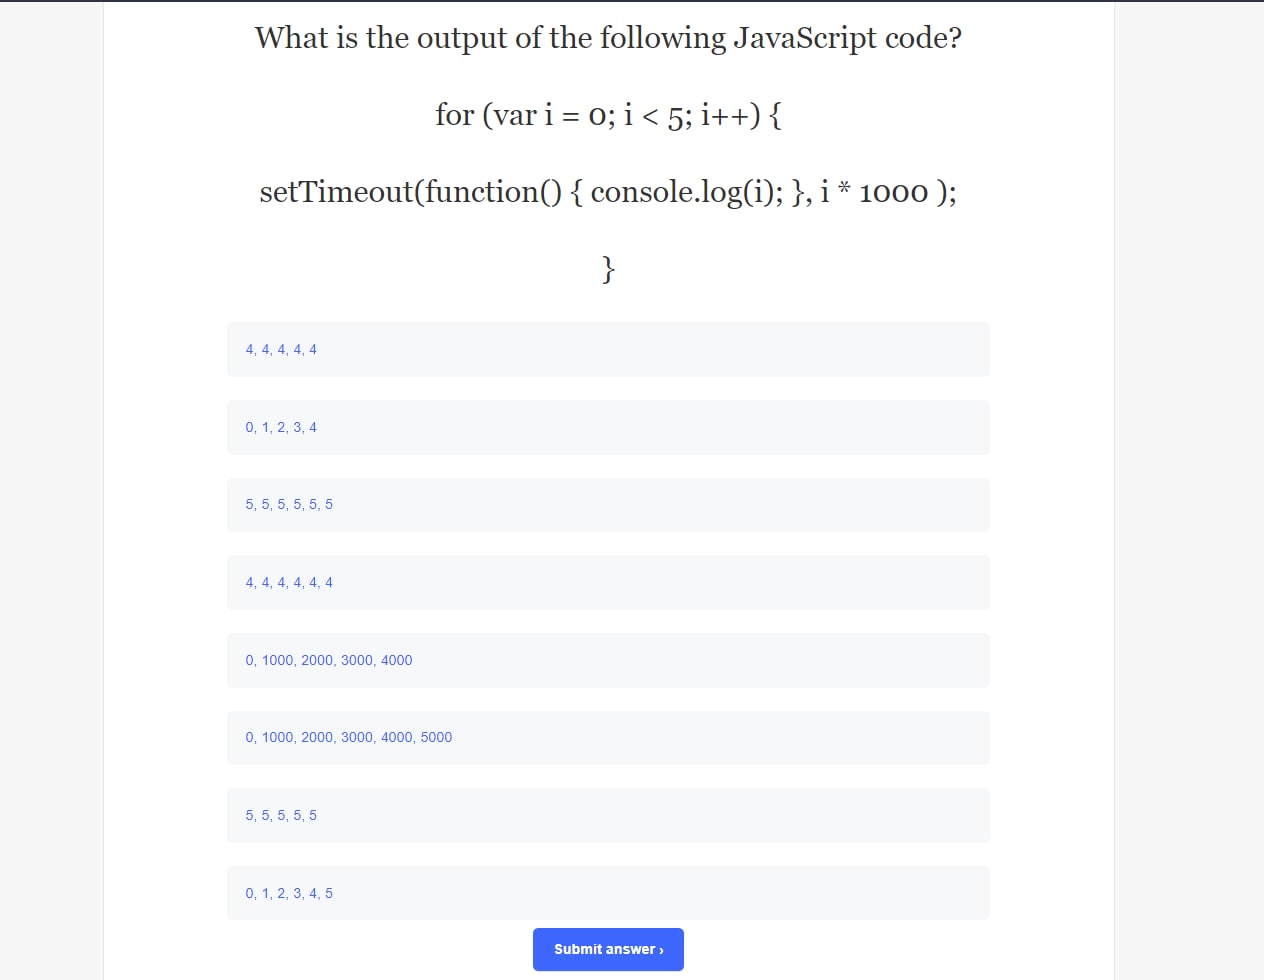 What is the output of the following JavaScript code?
for (var i = 0; i < 5; i++) {
setTimeout(function() { console.log(i); }, i * 1000 );
}
4, 4, 4, 4, 4
0, 1, 2, 3, 4
5, 5, 5, 5, 5, 5
4, 4, 4, 4, 4, 4
0, 1000, 2000, 3000, 4000
0, 1000, 2000, 3000, 4000, 5000
5, 5, 5, 5, 5
0, 1, 2, 3, 4, 5
Submit answer ›